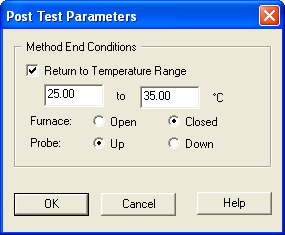 Post Test Parameters
Method End Conditions
Return to Temperature Range
25.00 to 35.00 °C
Furnace: Open Closed
Probe: Up Down
OK Cancel Help